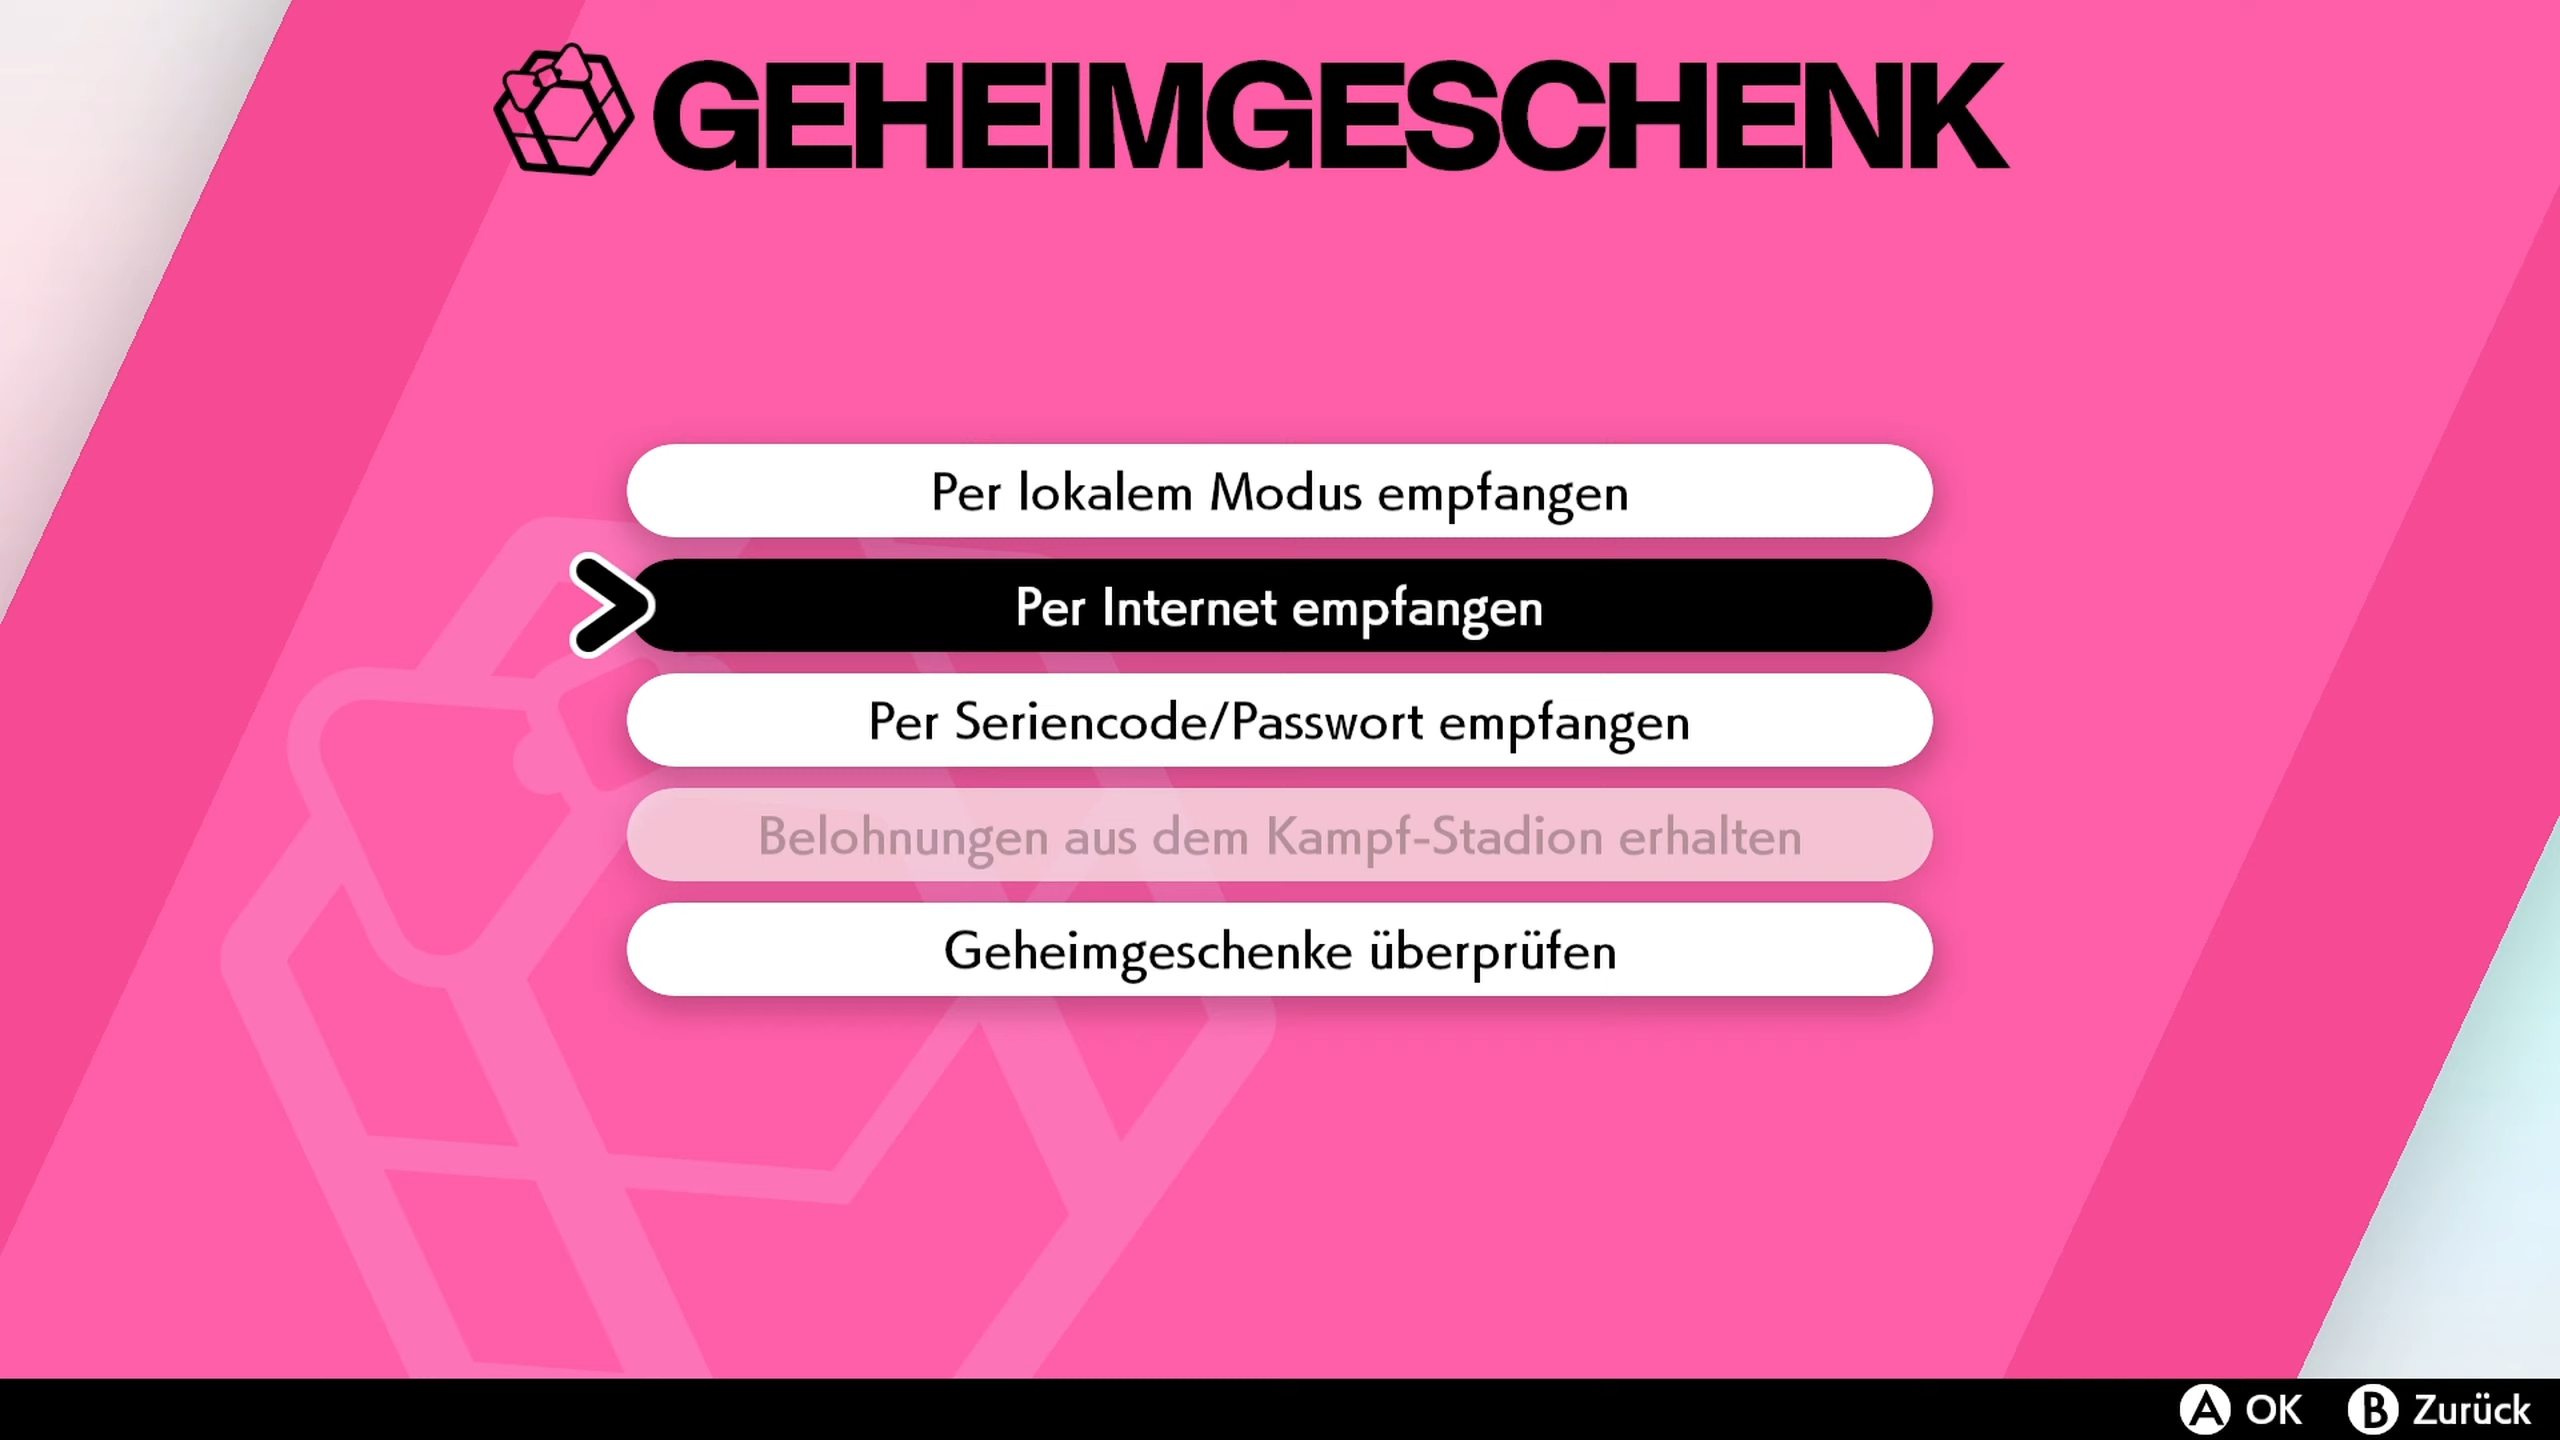 GEHEIMGESCHENK
Per lokalem Modus empfangen
Per Internet empfangen
Per Seriencode/Passwort empfangen
Belohnungen aus dem Kampf-Stadion erhalten
Geheimgeschenke überprüfen
A OK B Zurück